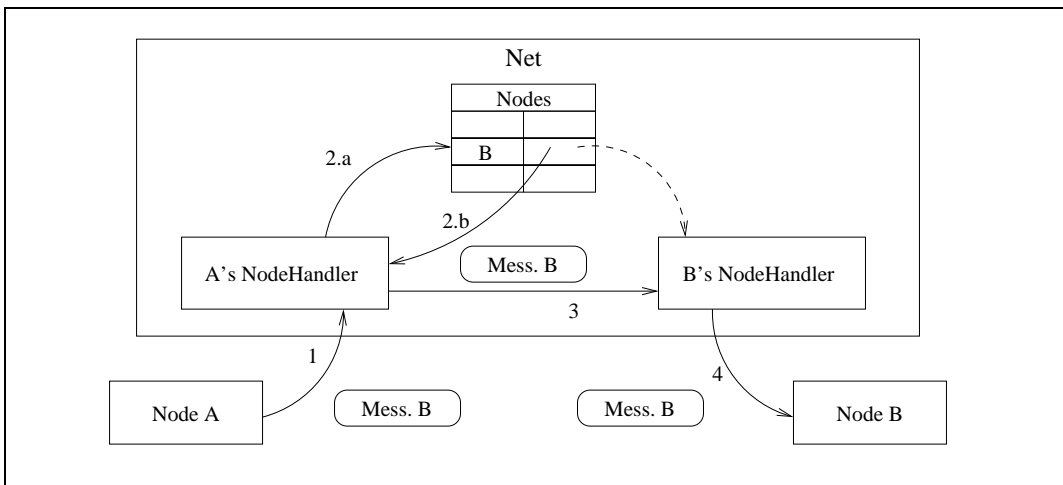 Net
Nodes
B
2.a
2.b
Mess. B
A's NodeHandler
B's NodeHandler
3
1
4
Node A
Mess. B
Mess. B
Node B